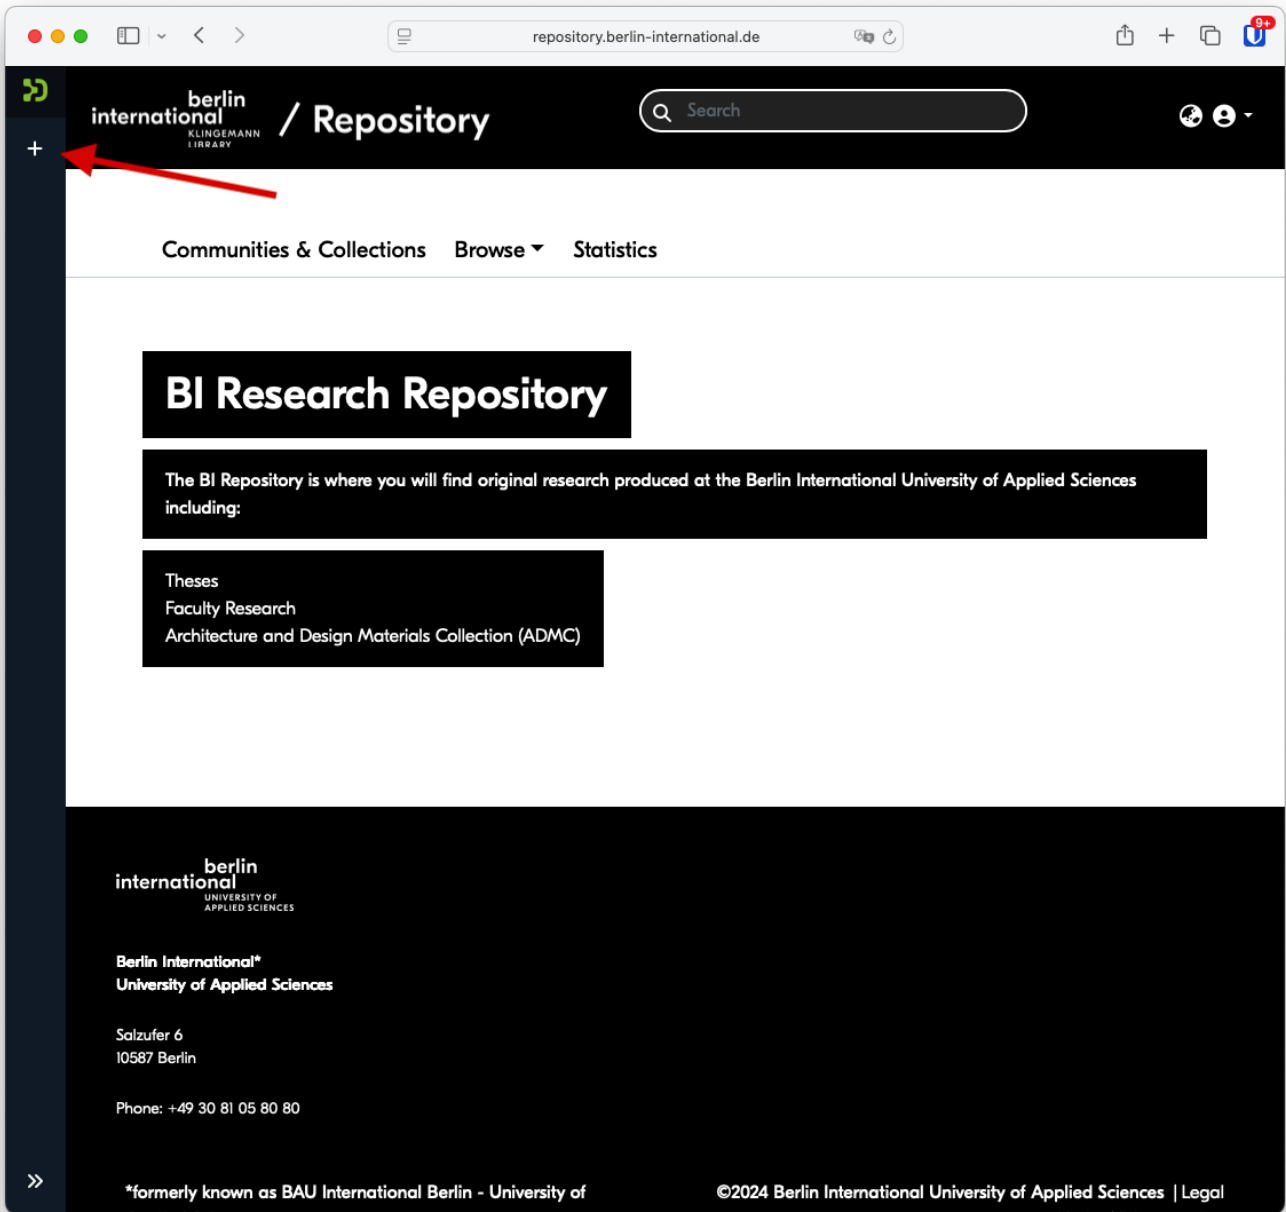 repository.berlin-international.de
9+
berlin
international
KLINGEMANN
LIBRARY
/ Repository
Search
Communities & Collections Browse Statistics
BI Research Repository
The BI Repository is where you will find original research produced at the Berlin International University of Applied Sciences
including:
Theses
Faculty Research
Architecture and Design Materials Collection (ADMC)
berlin
international
UNIVERSITY OF
APPLIED SCIENCES
Berlin International*
University of Applied Sciences
Salzufer 6
10587 Berlin
Phone: +49 30 81 05 80 80
*formerly known as BAU International Berlin - University of
©2024 Berlin International University of Applied Sciences | Legal